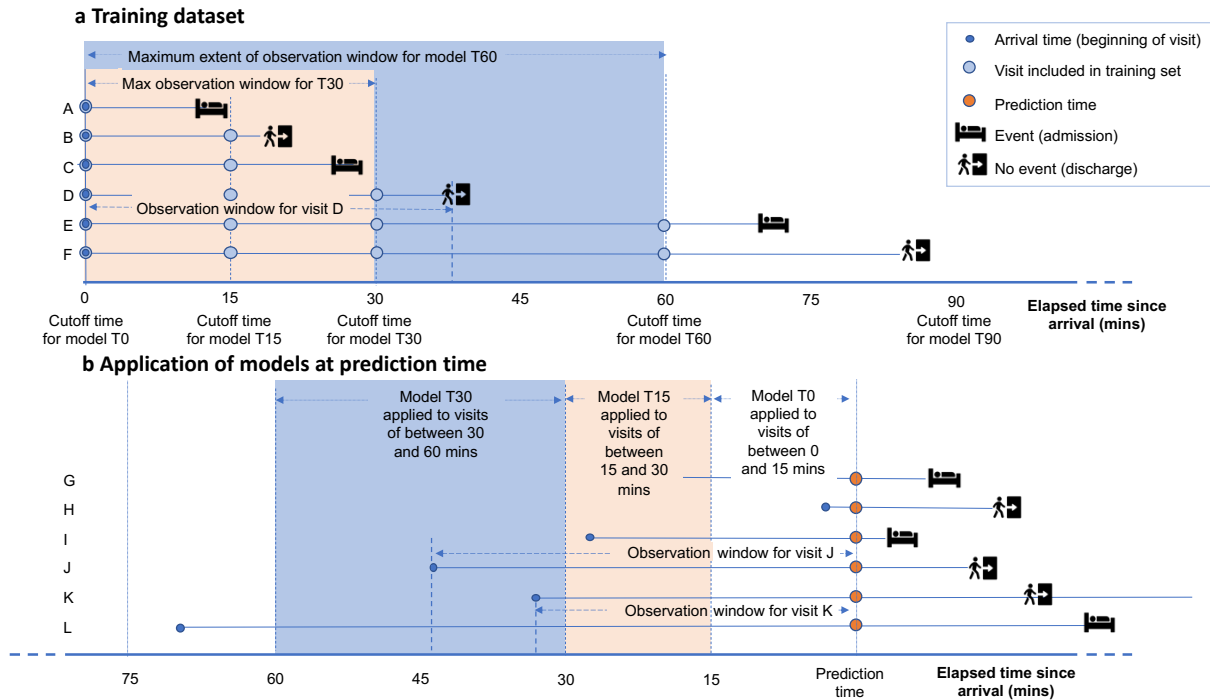 a Training dataset
Maximum extent of observation window for model T60
Max observation window for T30
A
B
C
D
Observation window for visit D
E
F
Arrival time (beginning of visit)
Visit included in training set
Prediction time
Event (admission)
No event (discharge)
0
15
30
45
60
75
90
Elapsed time since
arrival (mins)
Cutoff time
for model T0
Cutoff time
for model T15
Cutoff time
for model T30
Cutoff time
for model T60
Cutoff time
for model T90
b Application of models at prediction time
Model T30
applied to visits
of between 30
and 60 mins
Model T15
applied to
visits of
between
15 and 30
mins
Model T0
applied to
visits of
between 0
and 15 mins
G
H
I
Observation window for visit J
J
K
Observation window for visit K
L
75
60
45
30
15
Prediction
time
Elapsed time since
arrival (mins)